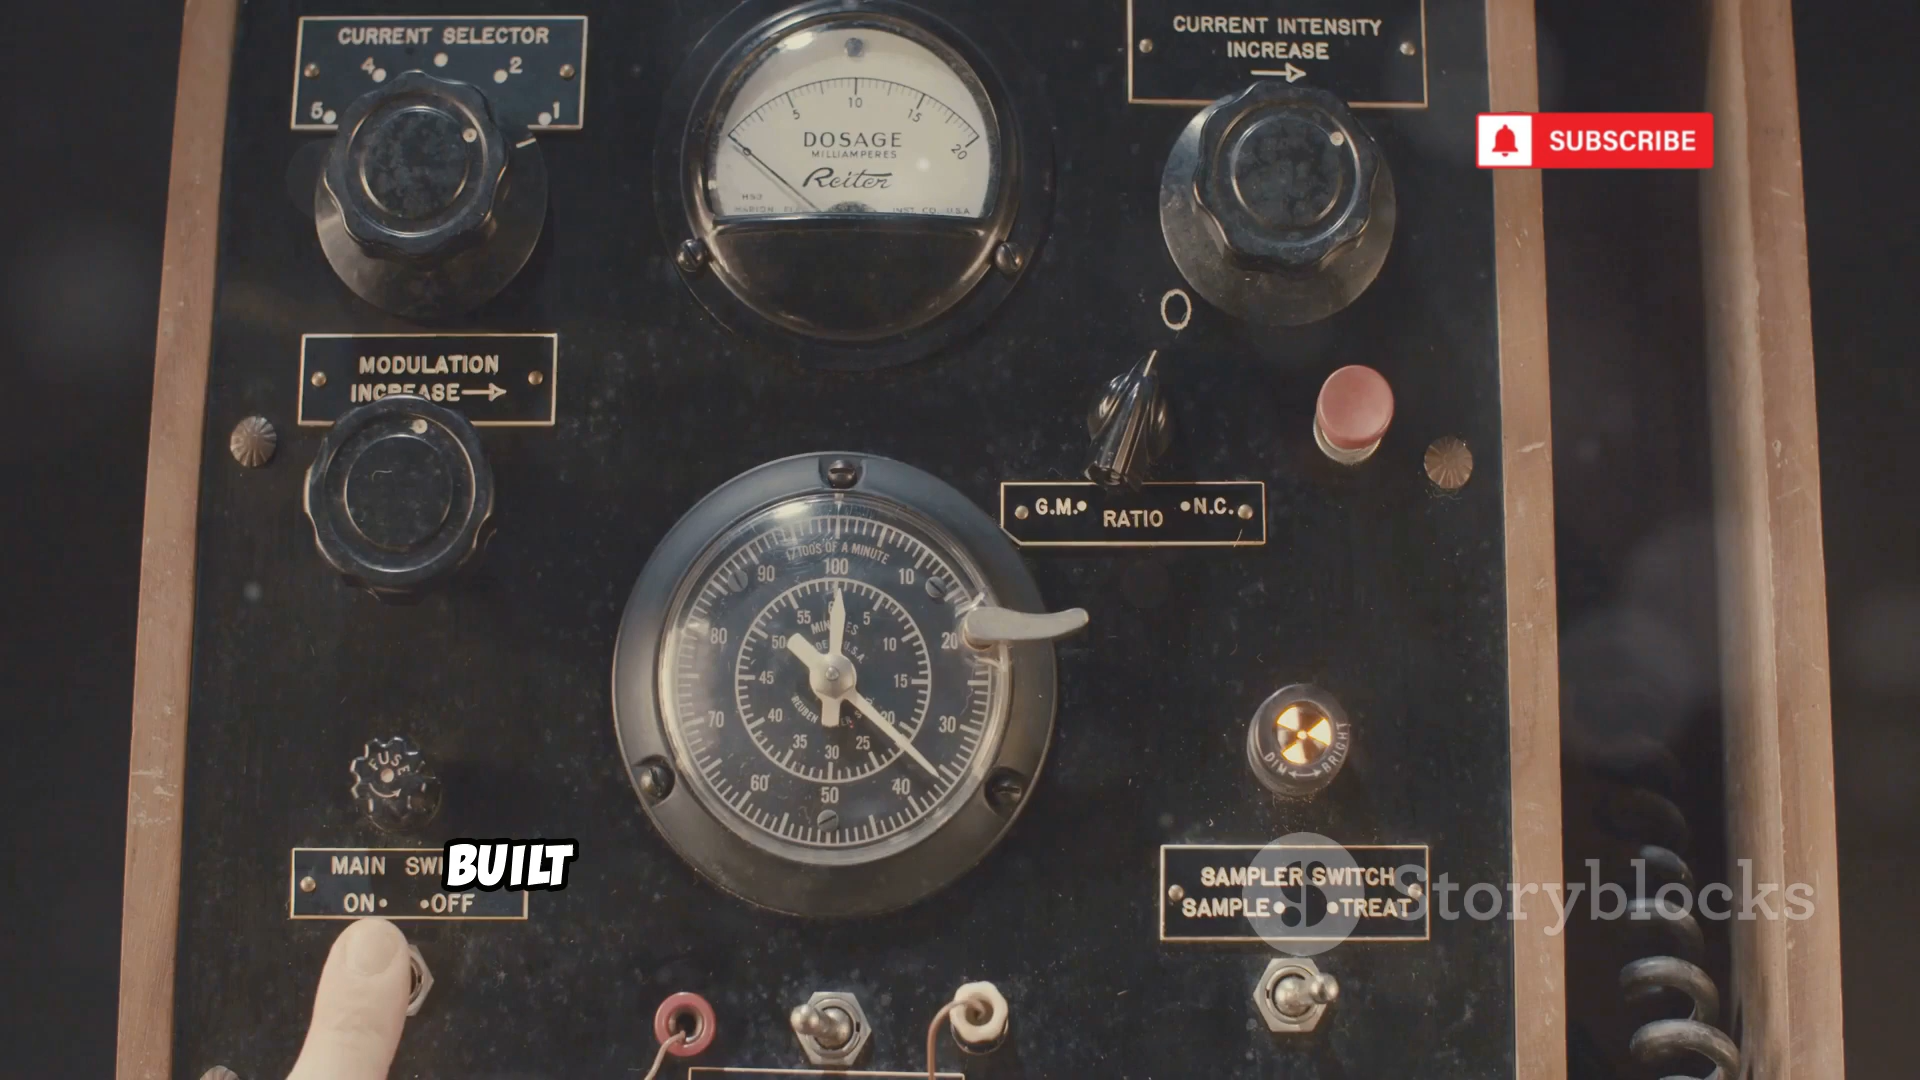 CURRENT SELECTOR
4 2
5 1
0 5 10 15 20
DOSAGE
MILLIAMPERES
Reiter
INST. CO. U.S.A.
CURRENT INTENSITY
INCREASE
SUBSCRIBE
MODULATION
INCREASE
G.M. RATIO N.C.
1/100S OF A MINUTE
100 10 20 30 40 50 60 70 80 90
5 10 15 20 25 30 35 40 45 50 55
MINUTES
FUSE
DIM BRIGHT
MAIN
BUILT
ON OFF
SAMPLER SWITCH
SAMPLE TREAT
Storyblocks